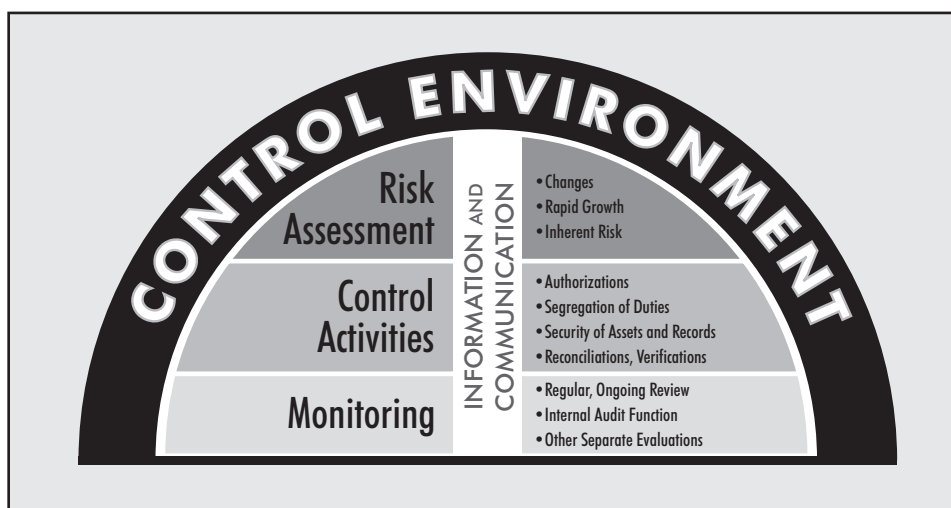 CONTROL ENVIRONMENT
Risk
Assessment
INFORMATION AND
COMMUNICATION
•Changes
•Rapid Growth
•Inherent Risk
Control
Activities
•Authorizations
•Segregation of Duties
•Security of Assets and Records
•Reconciliations, Verifications
Monitoring
•Regular, Ongoing Review
•Internal Audit Function
•Other Separate Evaluations